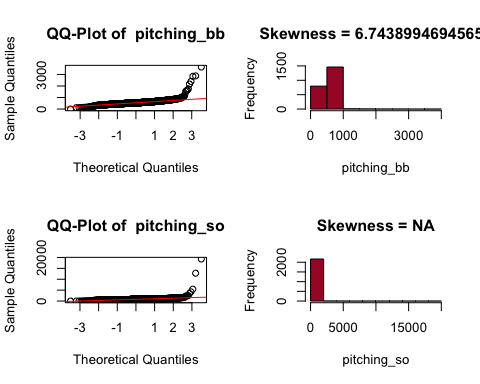 QQ-Plot of pitching_bb
Sample Quantiles
0
3000
-3
-1
1
2
3
Theoretical Quantiles
Skewness = 6.7438994694565
Frequency
0
1500
0
1000
3000
pitching_bb
QQ-Plot of pitching_so
Sample Quantiles
0
20000
-3
-1
1
2
3
Theoretical Quantiles
Skewness = NA
Frequency
0
2000
0
5000
15000
pitching_so